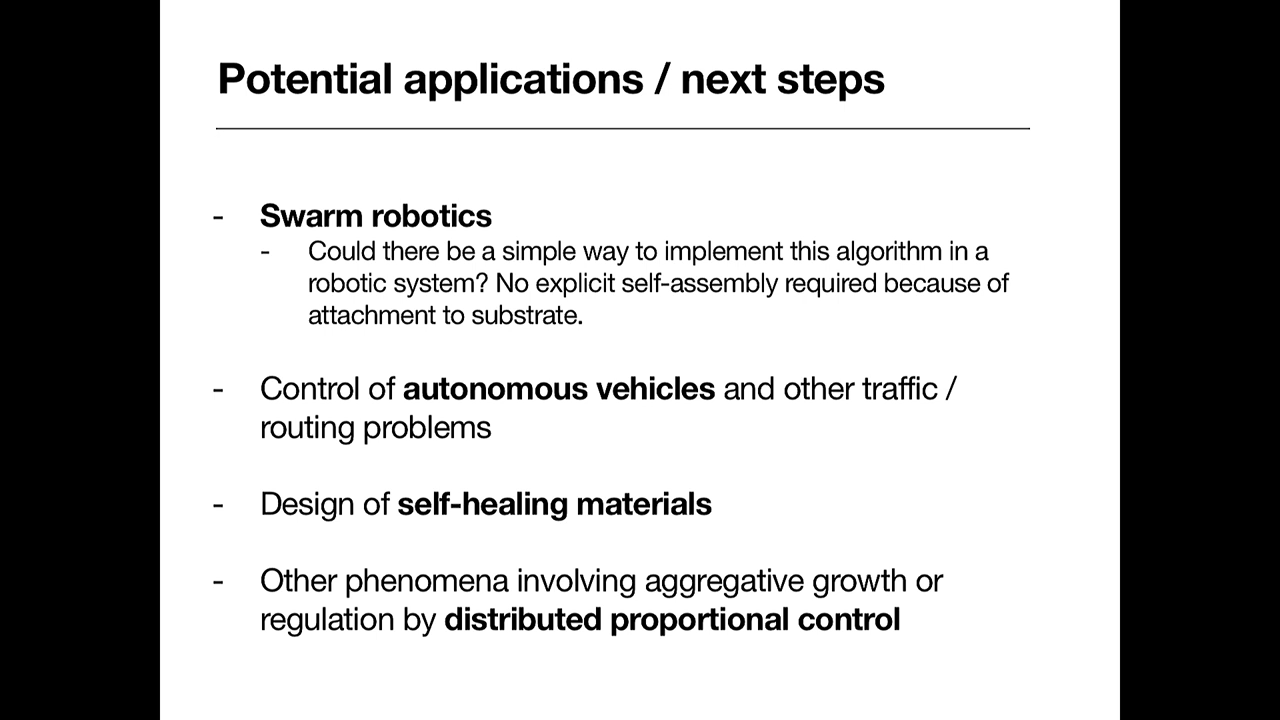 Potential applications / next steps
- Swarm robotics
- Could there be a simple way to implement this algorithm in a
robotic system? No explicit self-assembly required because of
attachment to substrate.
- Control of autonomous vehicles and other traffic /
routing problems
- Design of self-healing materials
- Other phenomena involving aggregative growth or
regulation by distributed proportional control